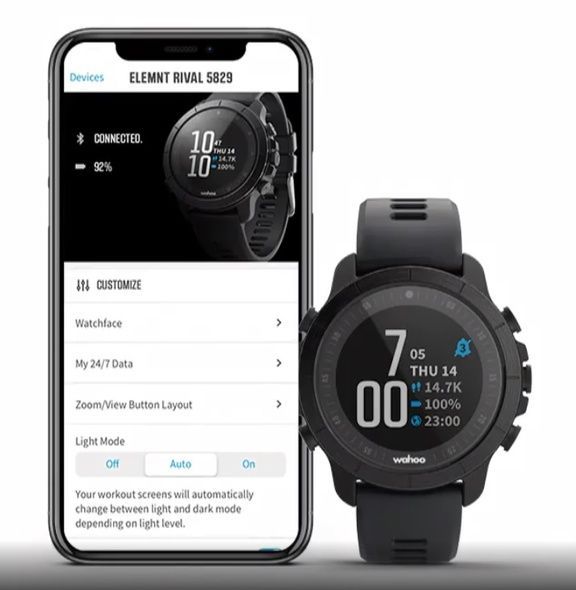 Devices
ELEMNT RIVAL 5829
CONNECTED.
92%
10 47
THU 14
10 14.7K
100%
wahoo
CUSTOMIZE
Watchface
My 24/7 Data
Zoom/View Button Layout
Light Mode
Off Auto On
Your workout screens will automatically
change between light and dark mode
depending on light level.
7 05
3
THU 14
00 14.7K
100%
23:00
wahoo